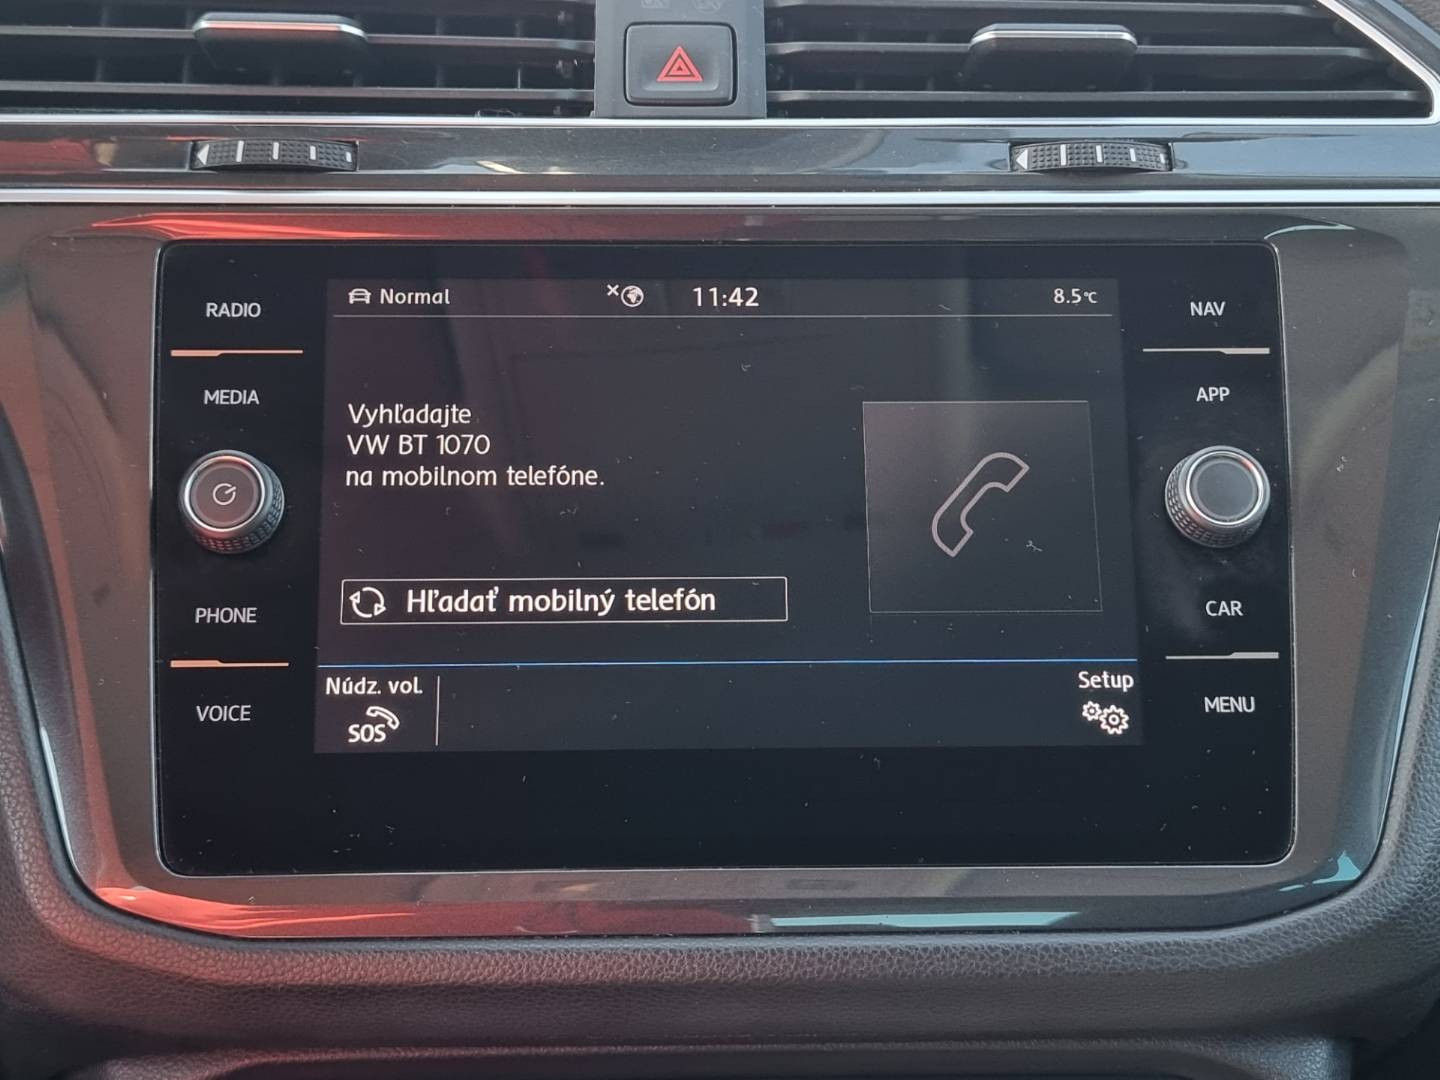 RADIO
MEDIA
PHONE
VOICE
Normal
11:42
8.5°C
Vyhľadajte
VW BT 1070
na mobilnom telefóne.
Hľadať mobilný telefón
Núdz. vol.
SOS
Setup
NAV
APP
CAR
MENU